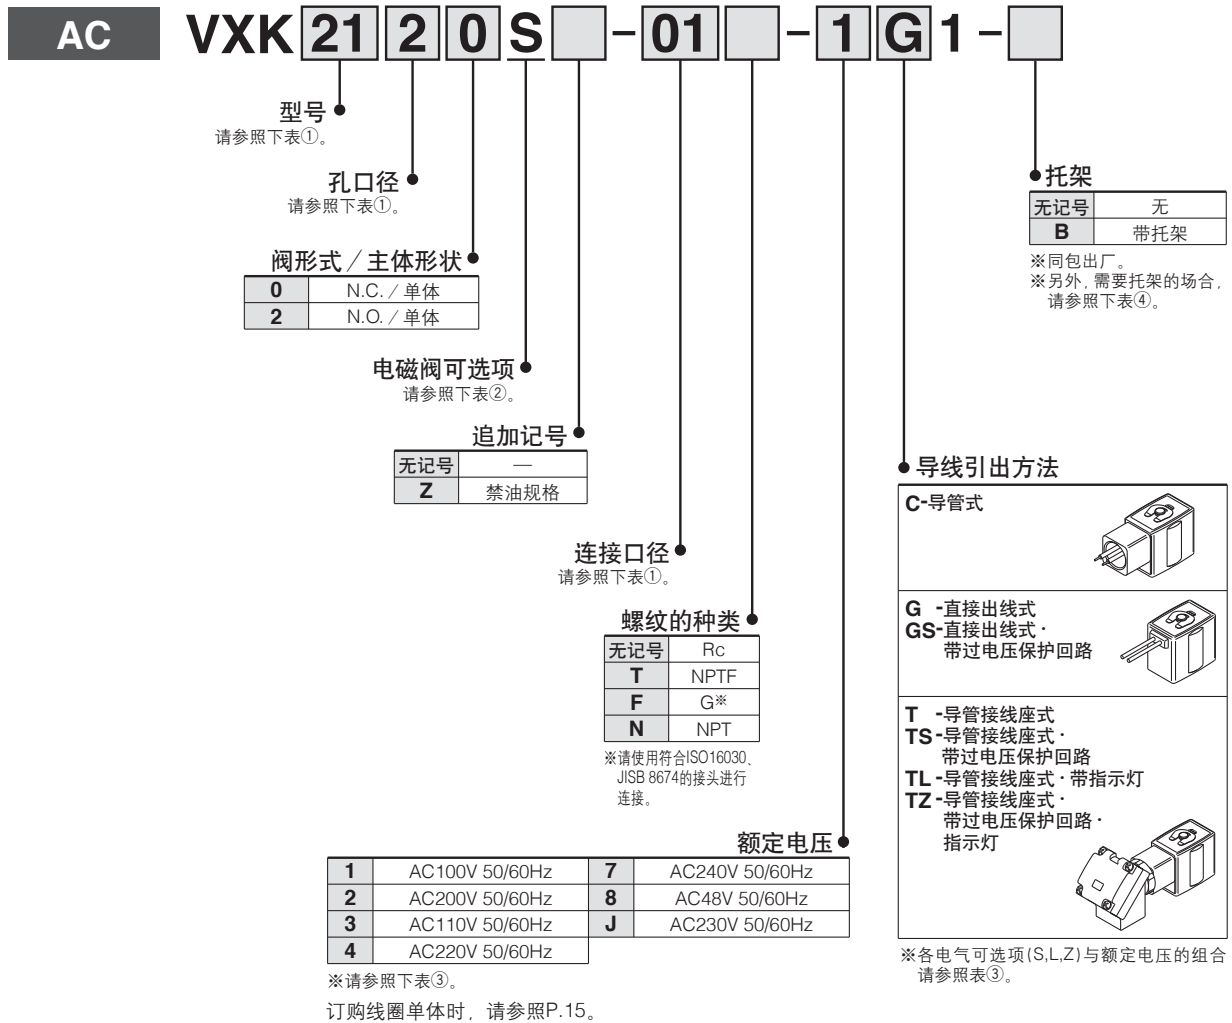 AC VXK 21 2 0 S - 01 - 1 G 1 -
型号
请参照下表①。
孔口径
请参照下表①。
阀形式／主体形状
0 N.C.／单体
2 N.O.／单体
电磁阀可选项
请参照下表②。
追加记号
无记号 —
Z 禁油规格
连接口径
请参照下表①。
螺纹的种类
无记号 Rc
T NPTF
F G※
N NPT
※请使用符合ISO16030、
JISB 8674的接头进行
连接。
额定电压
1 AC100V 50/60Hz 7 AC240V 50/60Hz
2 AC200V 50/60Hz 8 AC48V 50/60Hz
3 AC110V 50/60Hz J AC230V 50/60Hz
4 AC220V 50/60Hz
※请参照下表③。
订购线圈单体时，请参照P.15。
托架
无记号 无
B 带托架
※同包出厂。
※另外，需要托架的场合，
请参照下表④。
导线引出方法
C-导管式
G -直接出线式
GS-直接出线式·
带过电压保护回路
T -导管接线座式
TS-导管接线座式·
带过电压保护回路
TL-导管接线座式·带指示灯
TZ-导管接线座式·
带过电压保护回路·
指示灯
※各电气可选项(S,L,Z)与额定电压的组合
请参照表③。